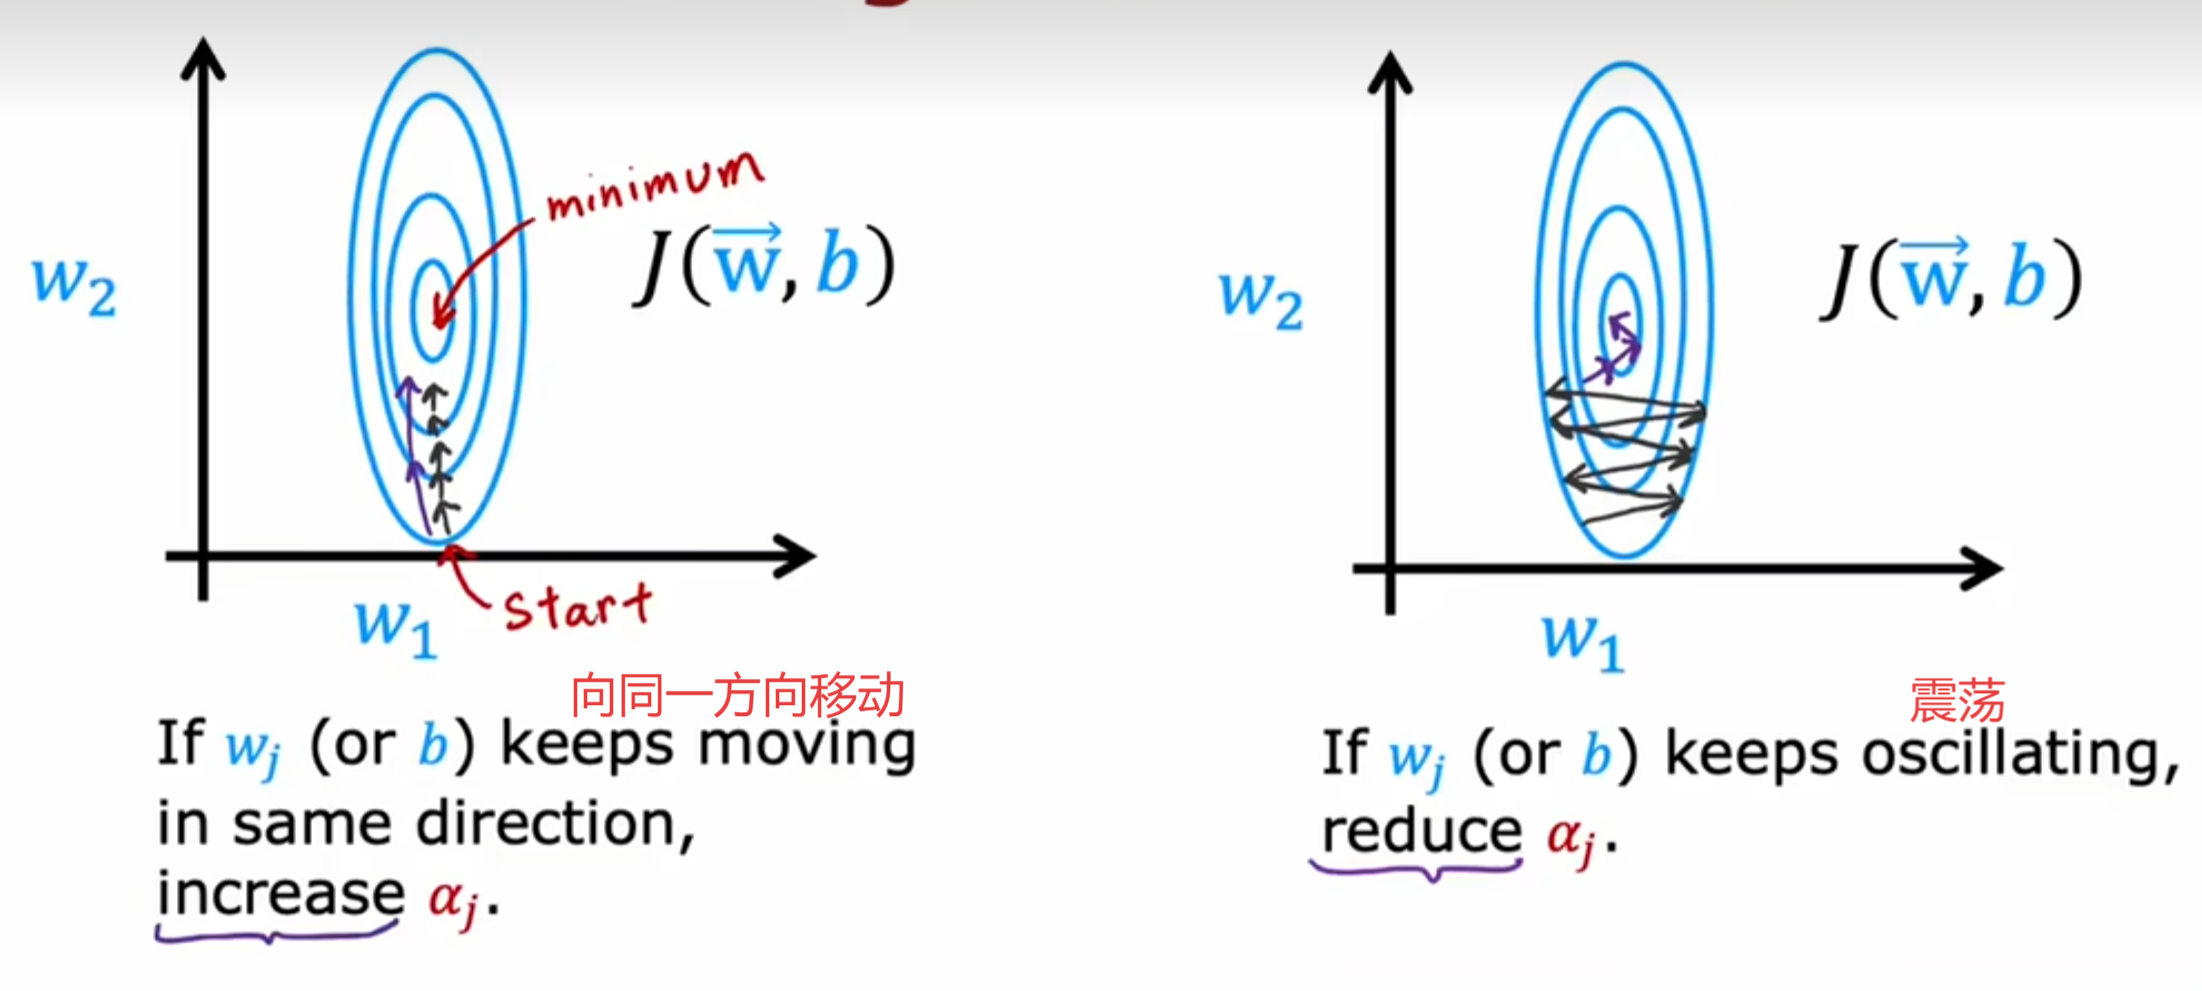 w₂
minimum
J(w⃗, b)
w₁
start
向同一方向移动
If wⱼ (or b) keeps moving
in same direction,
increase αⱼ.
w₂
J(w⃗, b)
w₁
震荡
If wⱼ (or b) keeps oscillating,
reduce αⱼ.